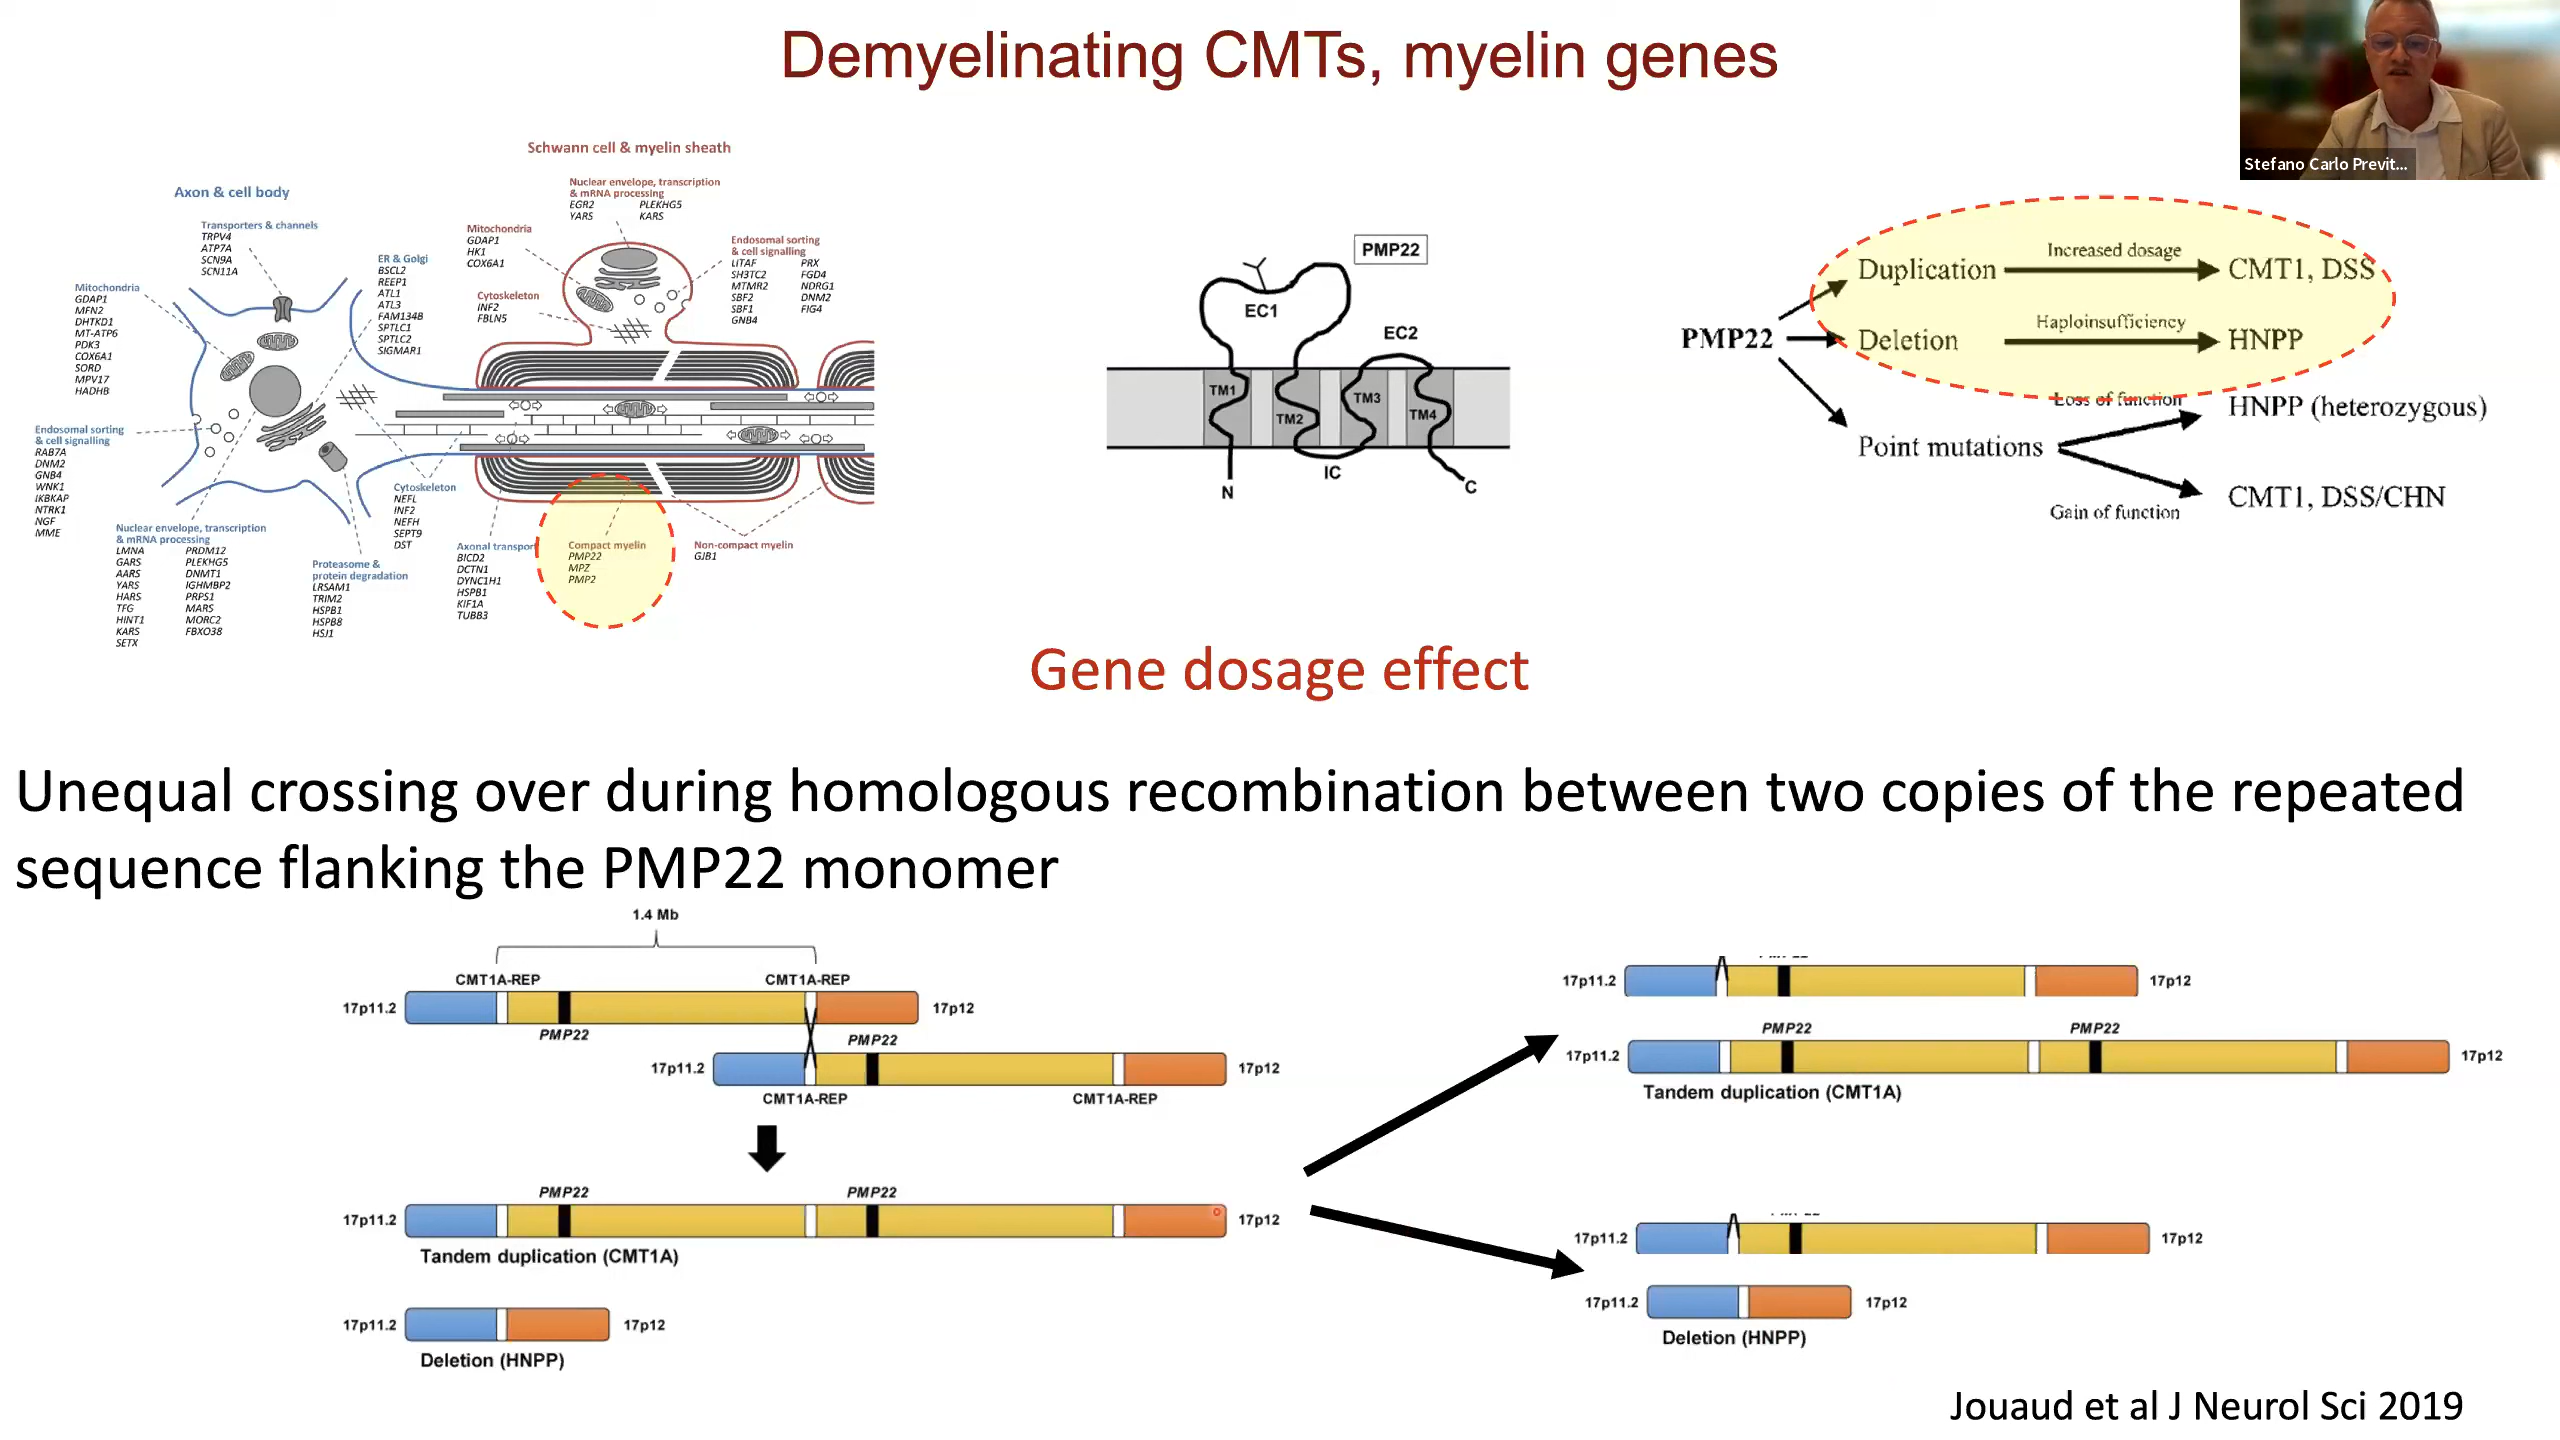 Demyelinating CMTs, myelin genes
Stefano Carlo Previt...
Schwann cell & myelin sheath
Axon & cell body
Nuclear envelope, transcription
& mRNA processing
EGR2 PLEKHG5
YARS KARS
Transporters & channels
TRPV4
ATP7A
SCN9A
SCN11A
Mitochondria
GDAP1
HK1
COX6A1
Endosomal sorting
& cell signalling
LITAF PRX
SH3TC2 FGD4
MTMR2 NDRG1
SBF2 DNM2
SBF1 FIG4
GNB4
ER & Golgi
BSCL2
REEP1
ATL1
ATL3
FAM134B
SPTLC1
SPTLC2
SIGMAR1
Cytoskeleton
INF2
FBLN5
Mitochondria
GDAP1
MFN2
DHTKD1
MT-ATP6
PDK3
COX6A1
SORD
MPV17
HADHB
Endosomal sorting
& cell signalling
RAB7A
DNM2
GNB4
WNK1
IKBKAP
NTRK1
NGF
MME
Nuclear envelope, transcription
& mRNA processing
LMNA PRDM12
GARS PLEKHG5
AARS DNMT1
YARS IGHMBP2
HARS PRPS1
TFG MARS
HINT1 MORC2
KARS FBXO38
SETX
Proteasome &
protein degradation
LRSAM1
TRIM2
HSPB1
HSPB8
HSJ1
Cytoskeleton
NEFL
INF2
NEFH
SEPT9
DST
Axonal transport
BICD2
DCTN1
DYNC1H1
HSPB1
KIF1A
TUBB3
Compact myelin
PMP22
MPZ
PMP2
Non-compact myelin
GJB1
PMP22
EC1
EC2
TM1
TM2
TM3
TM4
IC
N
C
PMP22
Duplication
Increased dosage
CMT1, DSS
Deletion
Haploinsufficiency
HNPP
Loss of function
HNPP (heterozygous)
Point mutations
Gain of function
CMT1, DSS/CHN
Gene dosage effect
Unequal crossing over during homologous recombination between two copies of the repeated
sequence flanking the PMP22 monomer
1.4 Mb
CMT1A-REP CMT1A-REP
17p11.2 17p12
PMP22
PMP22
17p11.2 17p12
CMT1A-REP CMT1A-REP
PMP22 PMP22
17p11.2 17p12
Tandem duplication (CMT1A)
17p11.2 17p12
Deletion (HNPP)
17p11.2 17p12
PMP22 PMP22
17p11.2 17p12
Tandem duplication (CMT1A)
17p11.2 17p12
17p11.2 17p12
Deletion (HNPP)
Jouaud et al J Neurol Sci 2019